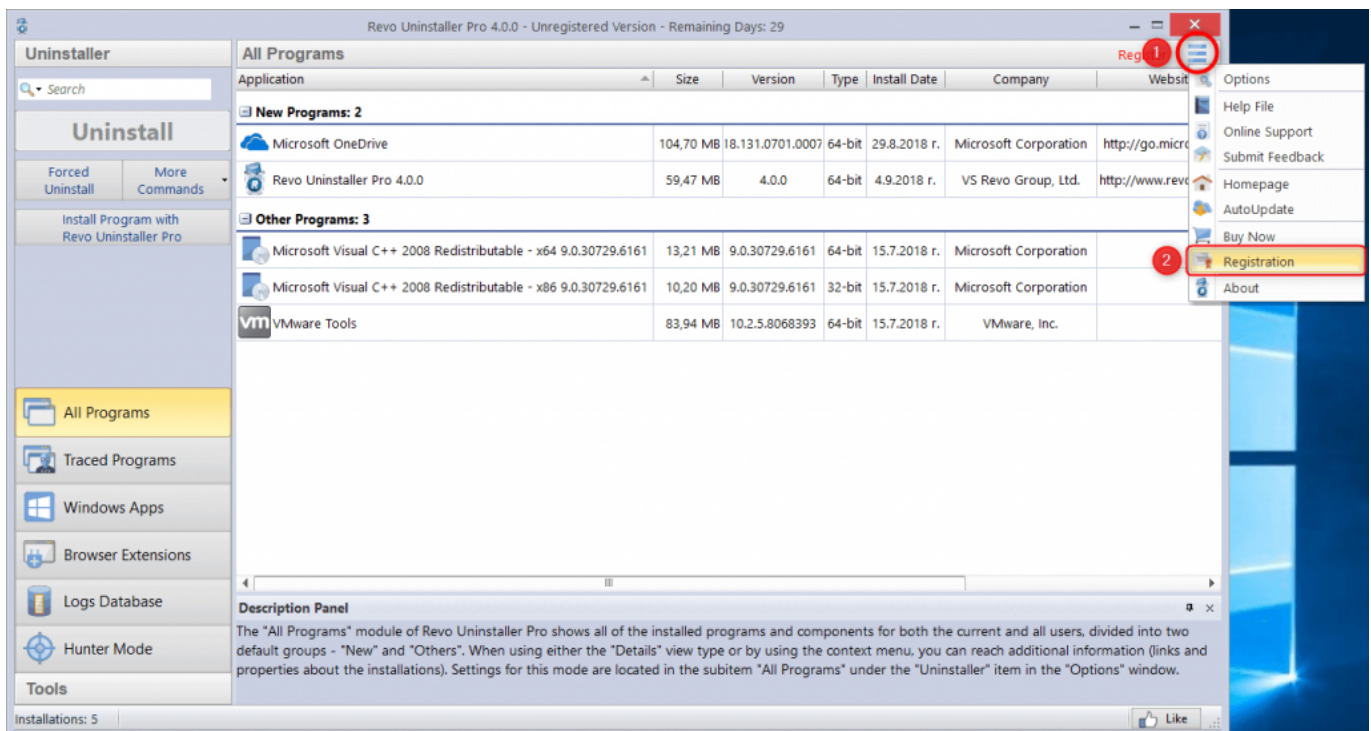 Revo Uninstaller Pro 4.0.0 - Unregistered Version - Remaining Days: 29
Uninstaller
All Programs
1
Search
Application Size Version Type Install Date Company
Options
New Programs: 2
Help File
Uninstall
Microsoft OneDrive 104,70 MB 18.131.0701.0007 64-bit 29.8.2018 г. Microsoft Corporation
Online Support
Submit Feedback
Forced Uninstall
More Commands
Revo Uninstaller Pro 4.0.0 59,47 MB 4.0.0 64-bit 4.9.2018 г. VS Revo Group, Ltd.
Homepage
AutoUpdate
Install Program with
Revo Uninstaller Pro
Other Programs: 3
Buy Now
Microsoft Visual C++ 2008 Redistributable - x64 9.0.30729.6161 13,21 MB 9.0.30729.6161 64-bit 15.7.2018 г. Microsoft Corporation
2
Registration
Microsoft Visual C++ 2008 Redistributable - x86 9.0.30729.6161 10,20 MB 9.0.30729.6161 32-bit 15.7.2018 г. Microsoft Corporation
About
vm VMware Tools 83,94 MB 10.2.5.8068393 64-bit 15.7.2018 г. VMware, Inc.
All Programs
Traced Programs
Windows Apps
Browser Extensions
Logs Database
Hunter Mode
Tools
Description Panel
The "All Programs" module of Revo Uninstaller Pro shows all of the installed programs and components for both the current and all users, divided into two
default groups - "New" and "Others". When using either the "Details" view type or by using the context menu, you can reach additional information (links and
properties about the installations). Settings for this mode are located in the subitem "All Programs" under the "Uninstaller" item in the "Options" window.
Installations: 5
Like